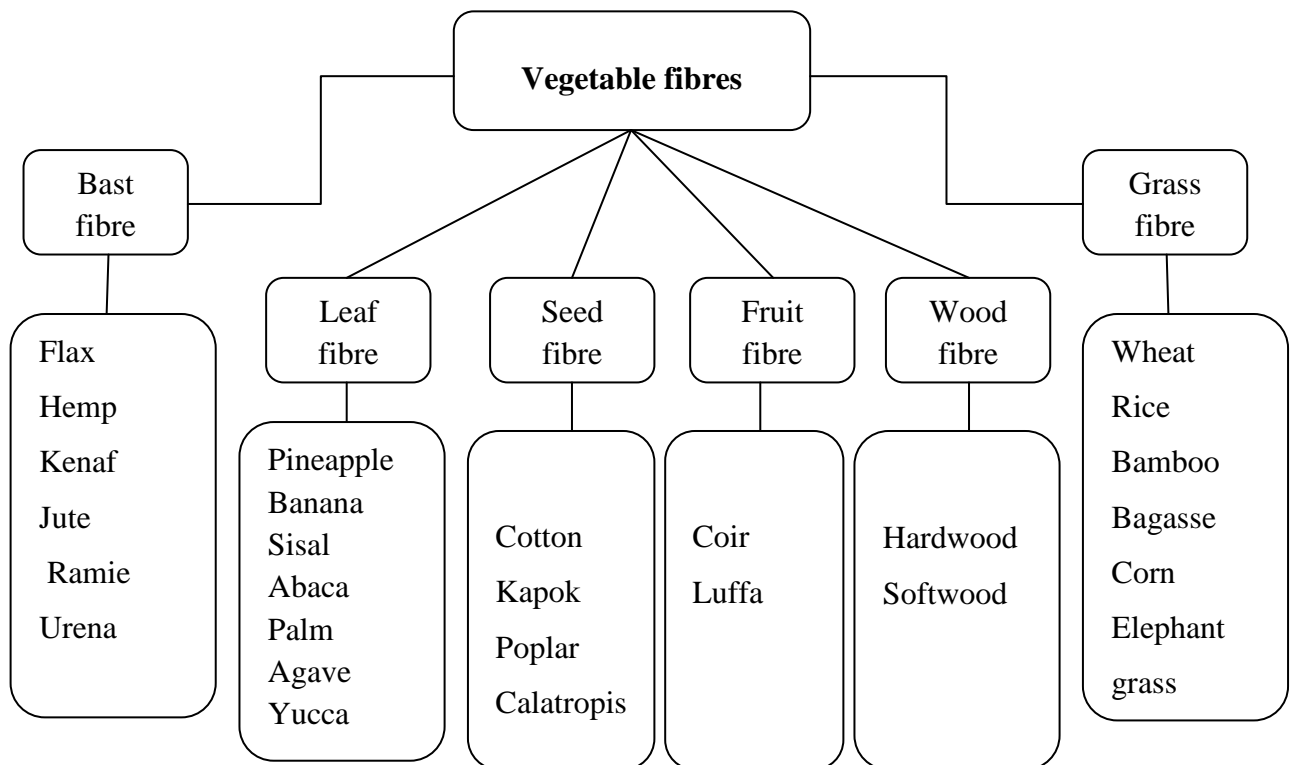 Vegetable fibres
Bast
fibre
Grass
fibre
Leaf
fibre
Seed
fibre
Fruit
fibre
Wood
fibre
Flax
Hemp
Kenaf
Jute
Ramie
Urena
Pineapple
Banana
Sisal
Abaca
Palm
Agave
Yucca
Cotton
Kapok
Poplar
Calatropis
Coir
Luffa
Hardwood
Softwood
Wheat
Rice
Bamboo
Bagasse
Corn
Elephant
grass